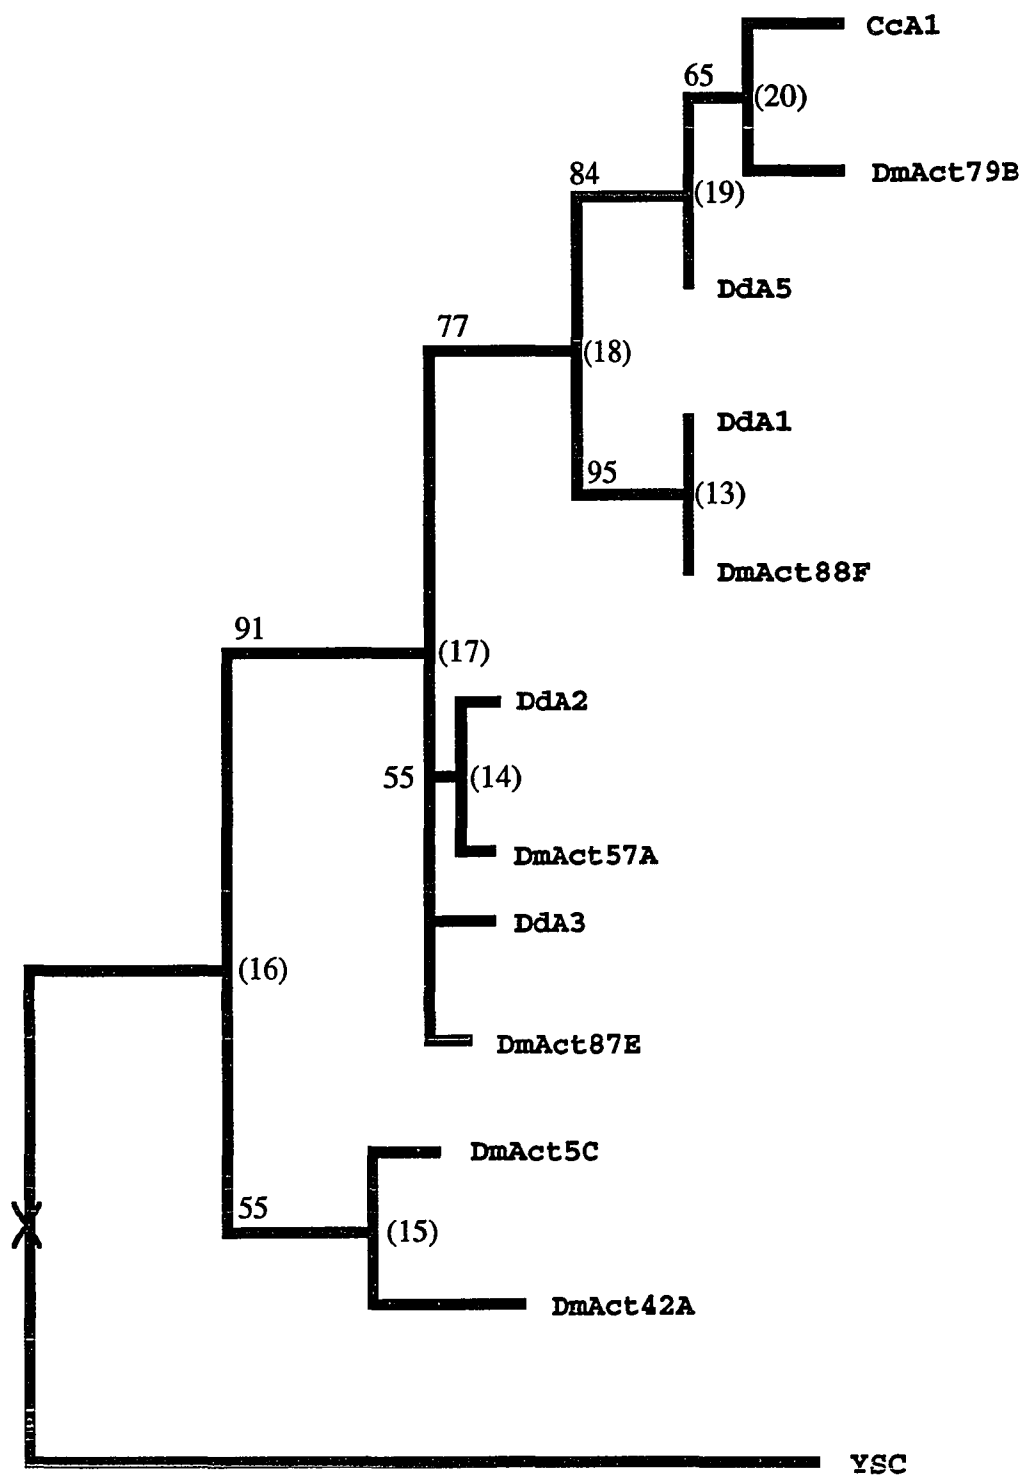 CcA1
65
(20)
DmAct79B
84
(19)
DdA5
77
(18)
DdA1
95
(13)
DmAct88F
91
(17)
DdA2
55
(14)
DmAct57A
DdA3
(16)
DmAct87E
DmAct5C
55
(15)
DmAct42A
YSC